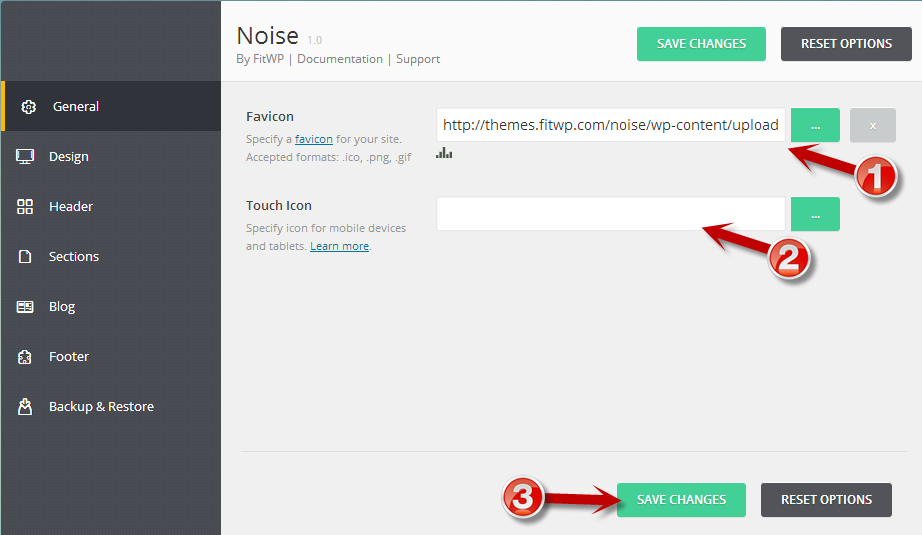 Noise 1.0
By FitWP | Documentation | Support
SAVE CHANGES
RESET OPTIONS
General
Design
Header
Sections
Blog
Footer
Backup & Restore
Favicon
Specify a favicon for your site.
Accepted formats: .ico, .png, .gif
http://themes.fitwp.com/noise/wp-content/upload
...
x
1
Touch Icon
Specify icon for mobile devices
and tablets. Learn more.
...
2
3
SAVE CHANGES
RESET OPTIONS